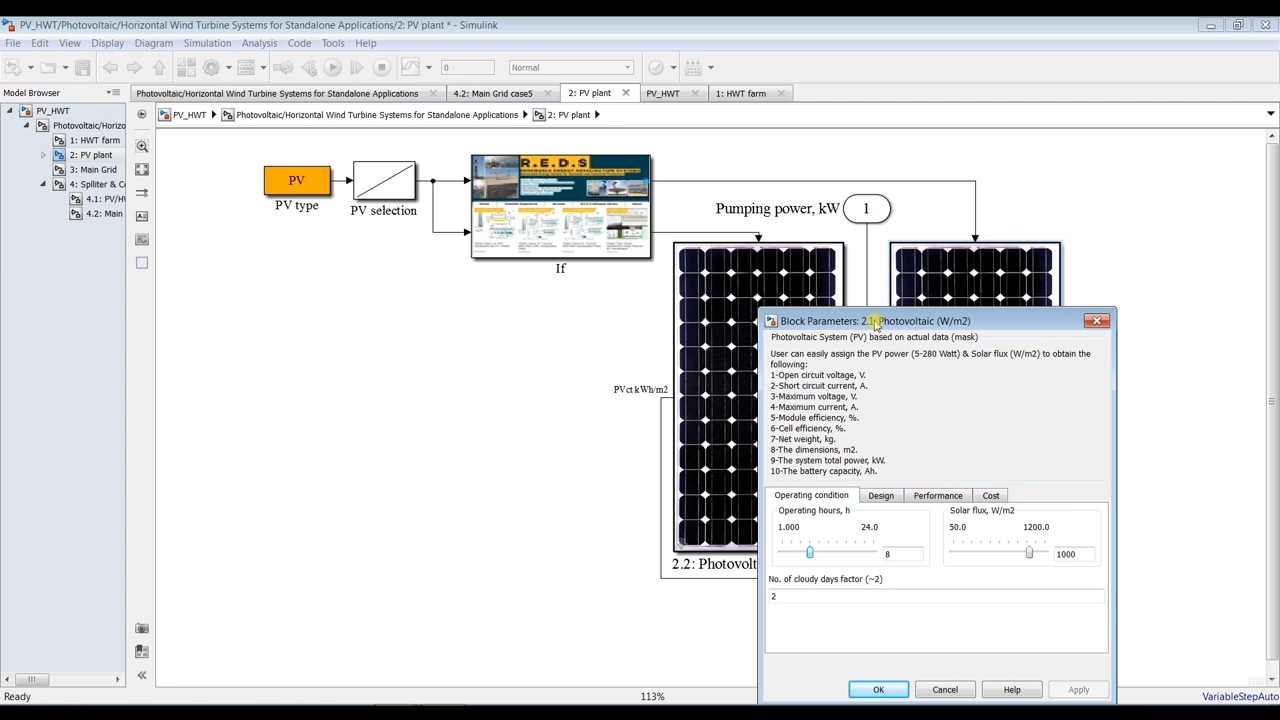 PV_HWT/Photovoltaic/Horizontal Wind Turbine Systems for Standalone Applications/2: PV plant * - Simulink
File Edit View Display Diagram Simulation Analysis Code Tools Help
0
Normal
Model Browser
Photovoltaic/Horizontal Wind Turbine Systems for Standalone Applications
4.2: Main Grid case5
2: PV plant
PV_HWT
1: HWT farm
PV_HWT
Photovoltaic/Horizontal Wind Turbine Systems for Standalone Applications
2: PV plant
PV_HWT
Photovoltaic/Horizo
1: HWT farm
2: PV plant
3: Main Grid
4: Splliter & C
4.1: PV/H
4.2: Main
PV
PV type
PV selection
R.E.D.S
If
Pumping power, kW
1
PVct kWh/m2
2.2: Photovolt
Block Parameters: 2.1: Photovoltaic (W/m2)
Photovoltaic System (PV) based on actual data (mask)
User can easily assign the PV power (5-280 Watt) & Solar flux (W/m2) to obtain the
following:
1-Open circuit voltage, V.
2-Short circuit current, A.
3-Maximum voltage, V.
4-Maximum current, A.
5-Module efficiency, %.
6-Cell efficiency, %.
7-Net weight, kg.
8-The dimensions, m2.
9-The system total power, kW.
10-The battery capacity, Ah.
Operating condition
Design
Performance
Cost
Operating hours, h
Solar flux, W/m2
1.000 24.0
50.0 1200.0
8
1000
No. of cloudy days factor (~2)
2
OK
Cancel
Help
Apply
Ready
113%
VariableStepAuto